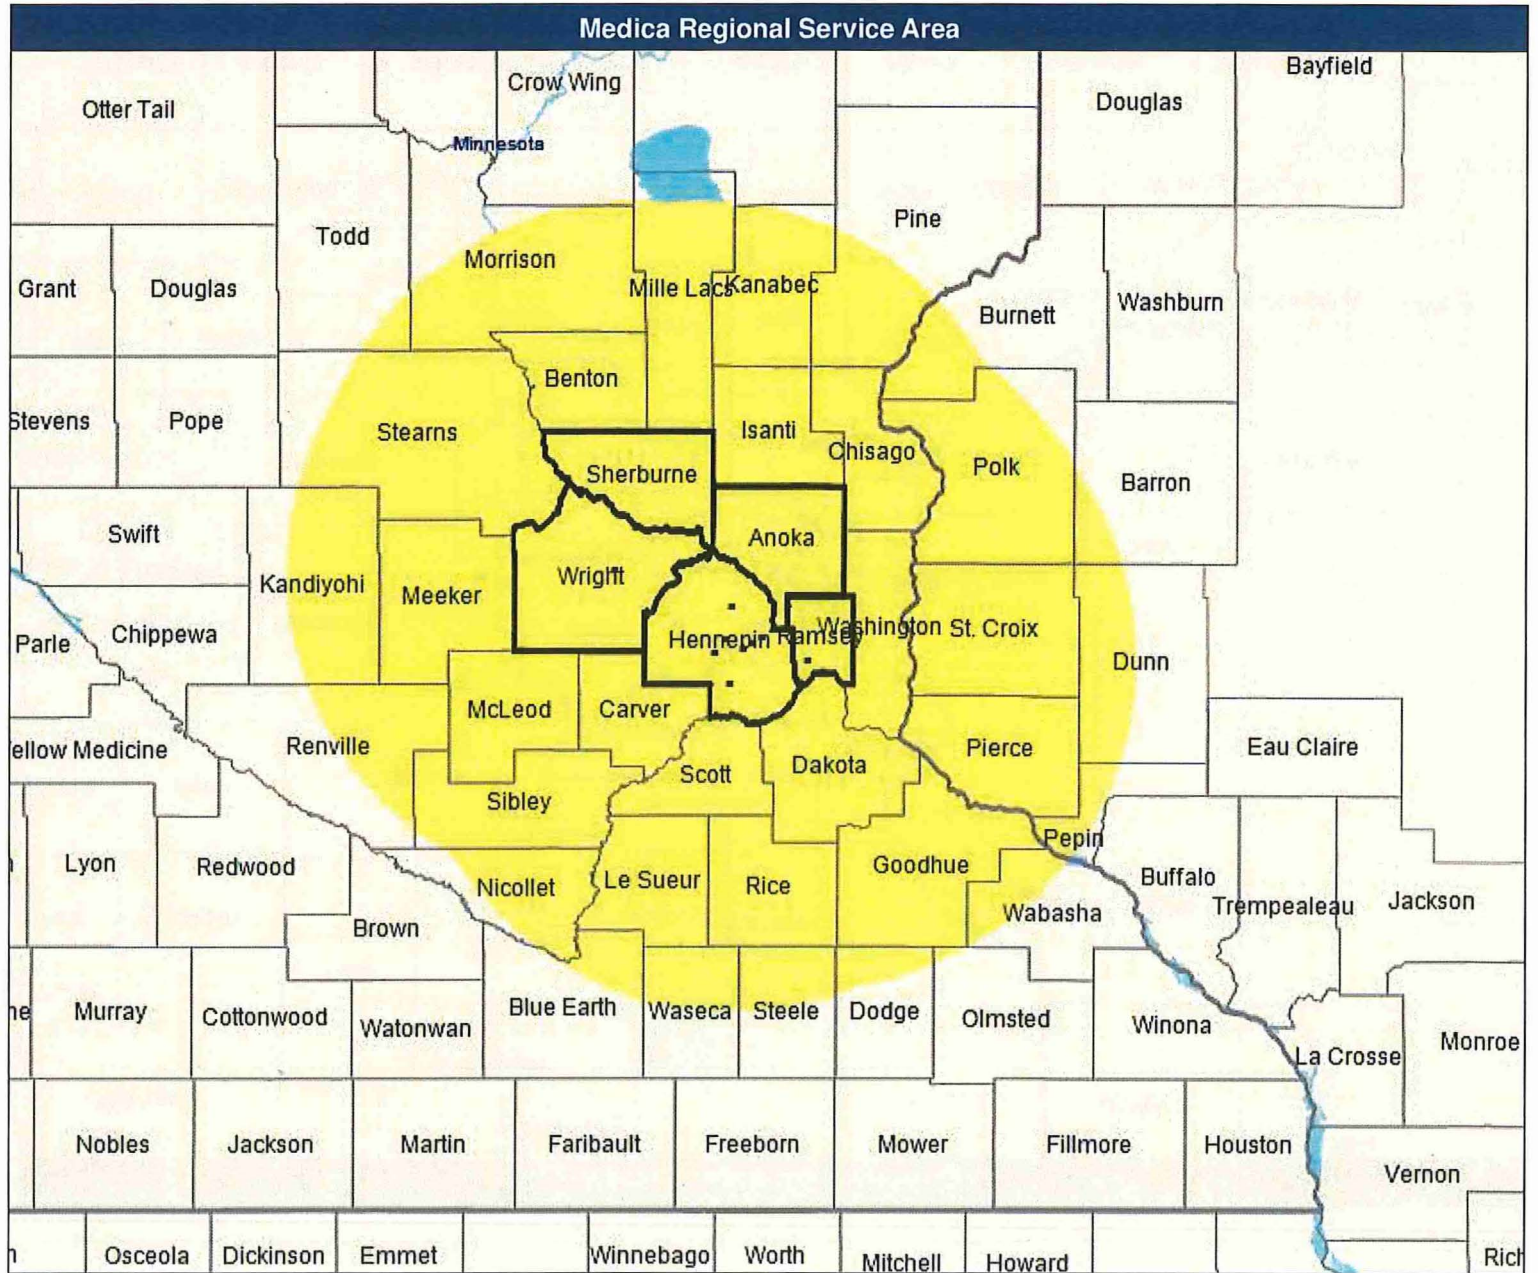 Medica Regional Service Area
Bayfield
Crow Wing
Douglas
Otter Tail
Minnesota
Pine
Todd
Morrison
Grant
Douglas
Mille Lacs
Kanabec
Washburn
Burnett
Benton
Stevens
Pope
Stearns
Isanti
Chisago
Sherburne
Polk
Barron
Swift
Anoka
Wright
Kandiyohi
Meeker
Chippewa
Parle
Hennepin
Ramsey
Washington
St. Croix
Dunn
McLeod
Carver
Renville
ellow Medicine
Pierce
Eau Claire
Scott
Dakota
Sibley
Pepin
Lyon
Redwood
Goodhue
Nicollet
Le Sueur
Rice
Buffalo
Trempealeau
Jackson
Wabasha
Brown
Blue Earth
Waseca
Steele
Dodge
Murray
Cottonwood
Watonwan
Olmsted
Winona
Monroe
La Crosse
Nobles
Jackson
Martin
Faribault
Freeborn
Mower
Fillmore
Houston
Vernon
Osceola
Dickinson
Emmet
Winnebago
Worth
Mitchell
Howard
Rich